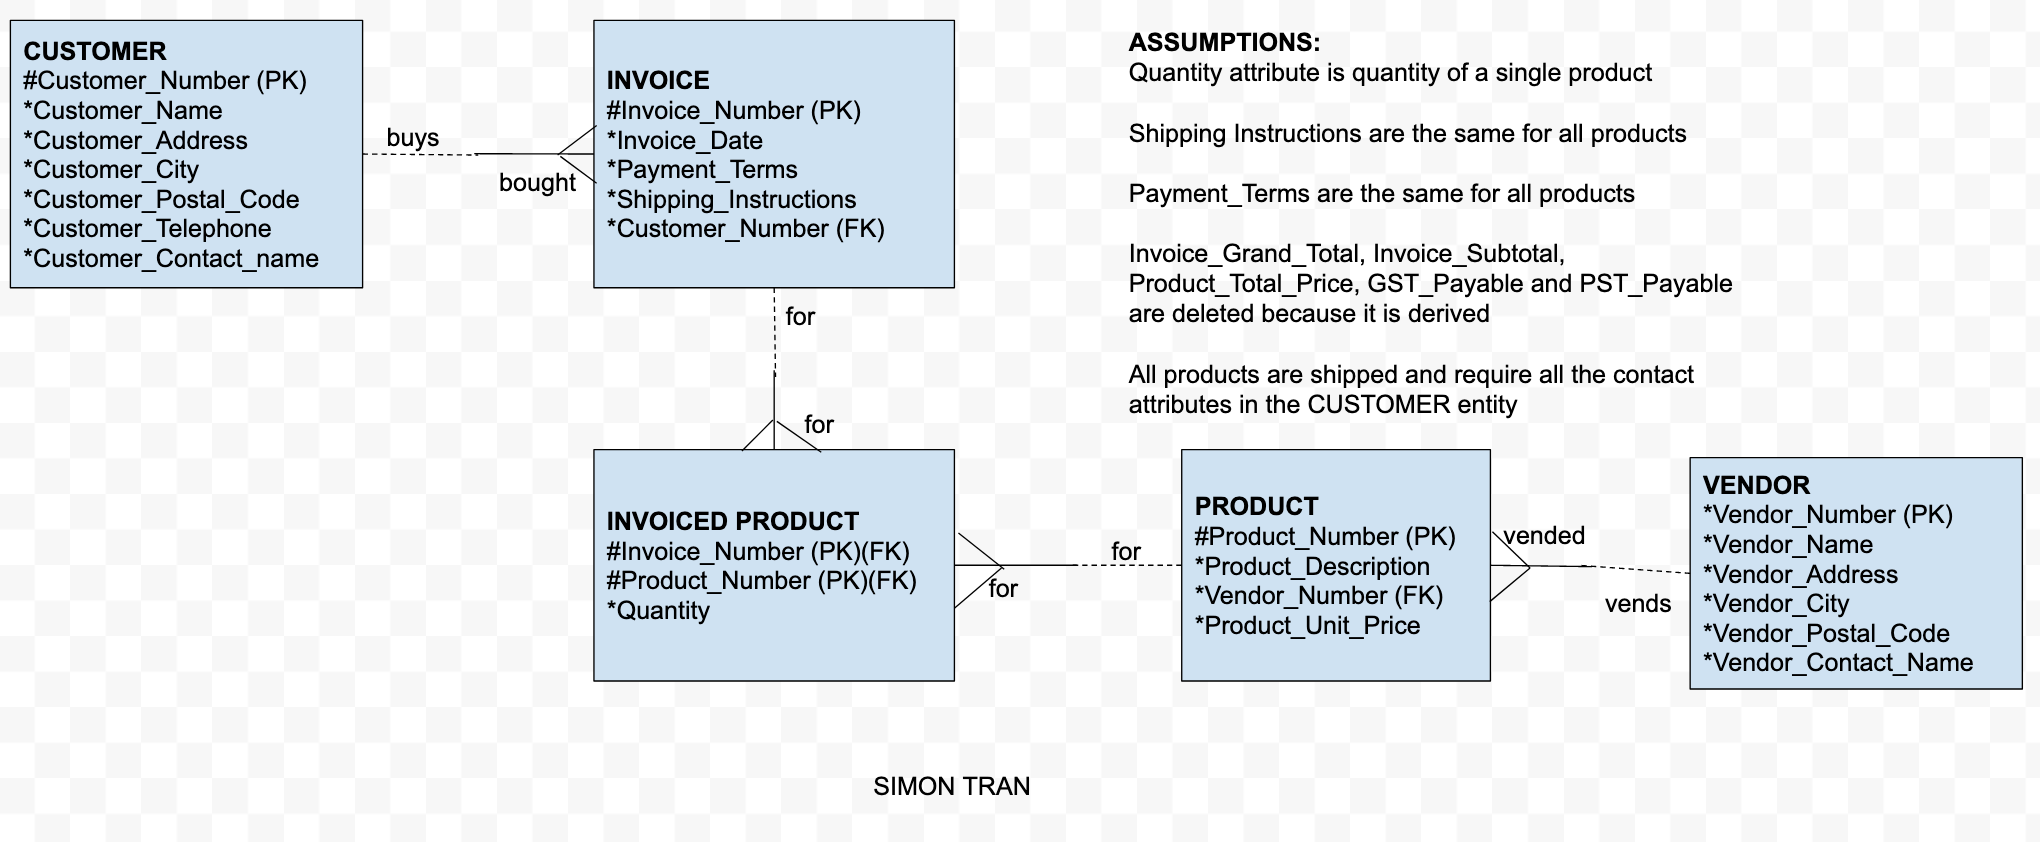 CUSTOMER
#Customer_Number (PK)
*Customer_Name
*Customer_Address
*Customer_City
*Customer_Postal_Code
*Customer_Telephone
*Customer_Contact_name
buys
bought
INVOICE
#Invoice_Number (PK)
*Invoice_Date
*Payment_Terms
*Shipping_Instructions
*Customer_Number (FK)
ASSUMPTIONS:
Quantity attribute is quantity of a single product
Shipping Instructions are the same for all products
Payment_Terms are the same for all products
Invoice_Grand_Total, Invoice_Subtotal,
Product_Total_Price, GST_Payable and PST_Payable
are deleted because it is derived
All products are shipped and require all the contact
attributes in the CUSTOMER entity
for
for
INVOICED PRODUCT
#Invoice_Number (PK)(FK)
#Product_Number (PK)(FK)
*Quantity
for
for
PRODUCT
#Product_Number (PK)
*Product_Description
*Vendor_Number (FK)
*Product_Unit_Price
vended
vends
VENDOR
*Vendor_Number (PK)
*Vendor_Name
*Vendor_Address
*Vendor_City
*Vendor_Postal_Code
*Vendor_Contact_Name
SIMON TRAN